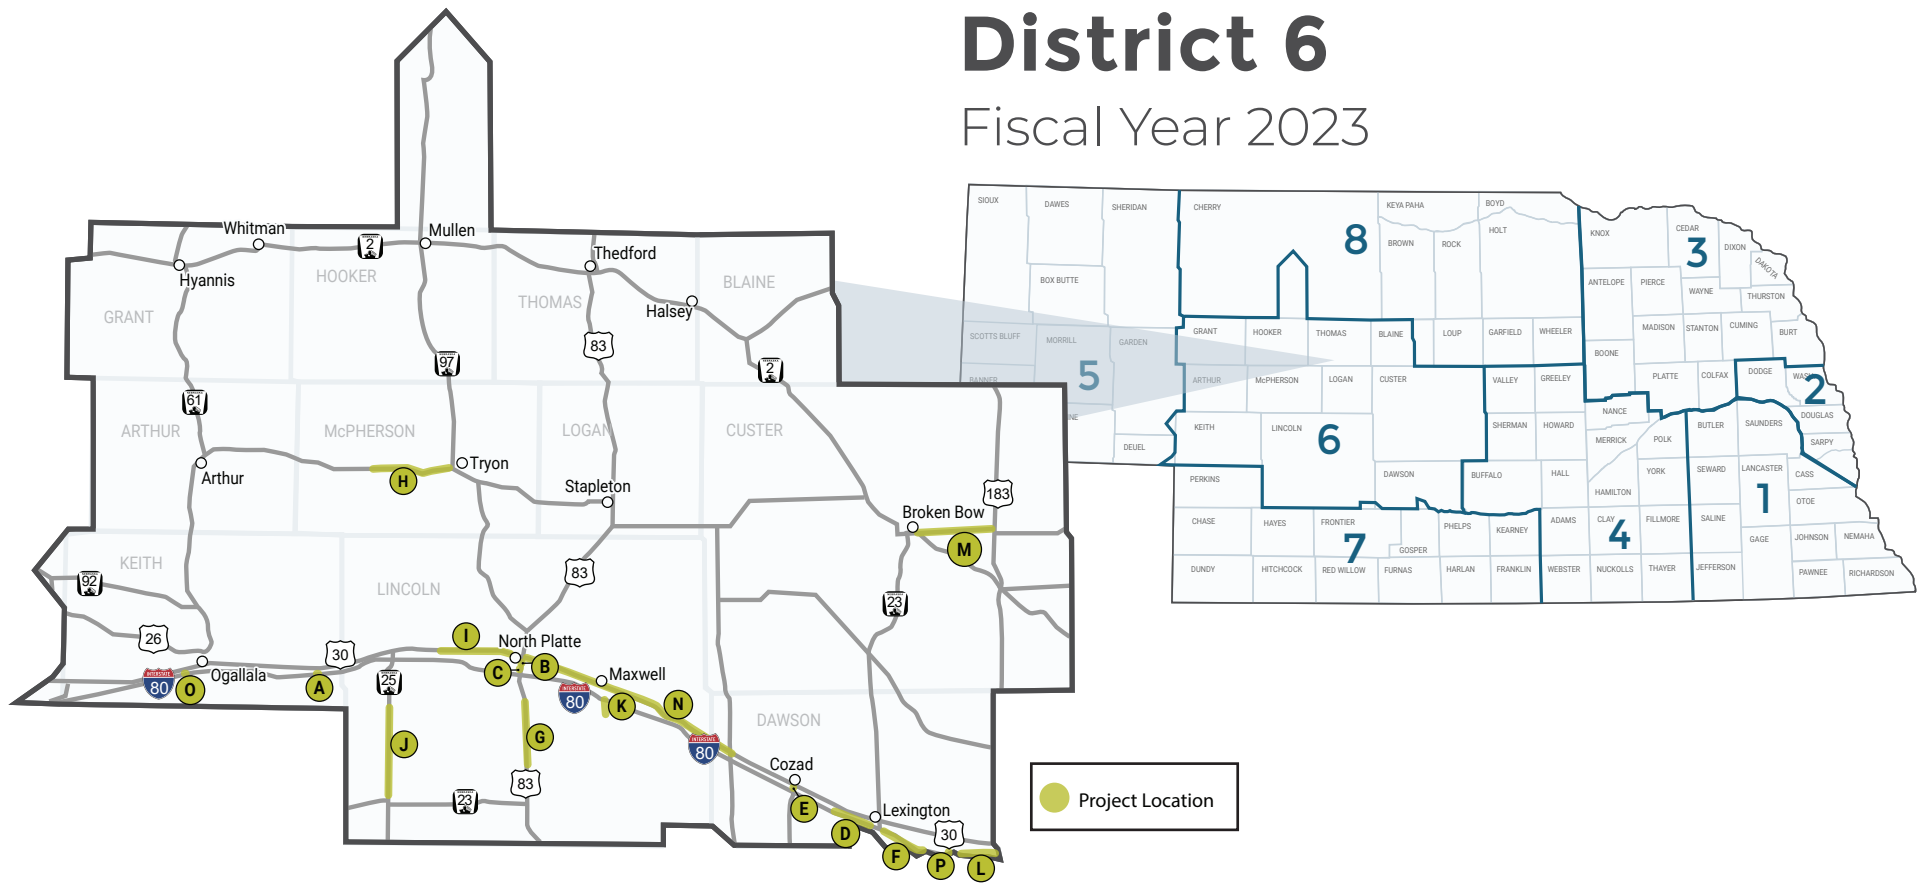 District 6
Fiscal Year 2023
Whitman
2
Mullen
Thedford
Hyannis
HOOKER
BLAINE
THOMAS
Halsey
GRANT
83
97
2
61
ARTHUR
McPHERSON
LOGAN
CUSTER
Tryon
Arthur
H
Stapleton
183
Broken Bow
M
KEITH
92
LINCOLN
83
23
26
30
I
North Platte
C
B
Maxwell
Ogallala
INTERSTATE
80
O
A
25
INTERSTATE
80
K
N
J
G
INTERSTATE
80
DAWSON
83
23
Cozad
E
Lexington
D
30
F
P
L
Project Location
SIOUX
DAWES
SHERIDAN
CHERRY
KEYA PAHA
BOYD
8
BROWN
ROCK
HOLT
KNOX
CEDAR
3
DIXON
DAKOTA
BOX BUTTE
ANTELOPE
PIERCE
WAYNE
THURSTON
SCOTTS BLUFF
MORRILL
GARDEN
GRANT
HOOKER
THOMAS
BLAINE
LOUP
GARFIELD
WHEELER
MADISON
STANTON
CUMING
BURT
BOONE
BANNER
5
ARTHUR
McPHERSON
LOGAN
CUSTER
VALLEY
GREELEY
PLATTE
COLFAX
DODGE
WASH
2
NE
NANCE
DOUGLAS
KEITH
LINCOLN
6
SHERMAN
HOWARD
MERRICK
POLK
BUTLER
SAUNDERS
SARPY
DEUEL
PERKINS
DAWSON
BUFFALO
HALL
YORK
SEWARD
LANCASTER
CASS
HAMILTON
1
OTOE
CHASE
HAYES
FRONTIER
PHELPS
KEARNEY
ADAMS
CLAY
FILLMORE
SALINE
7
GOSPER
4
GAGE
JOHNSON
NEMAHA
DUNDY
HITCHCOCK
RED WILLOW
FURNAS
HARLAN
FRANKLIN
WEBSTER
NUCKOLLS
THAYER
JEFFERSON
PAWNEE
RICHARDSON